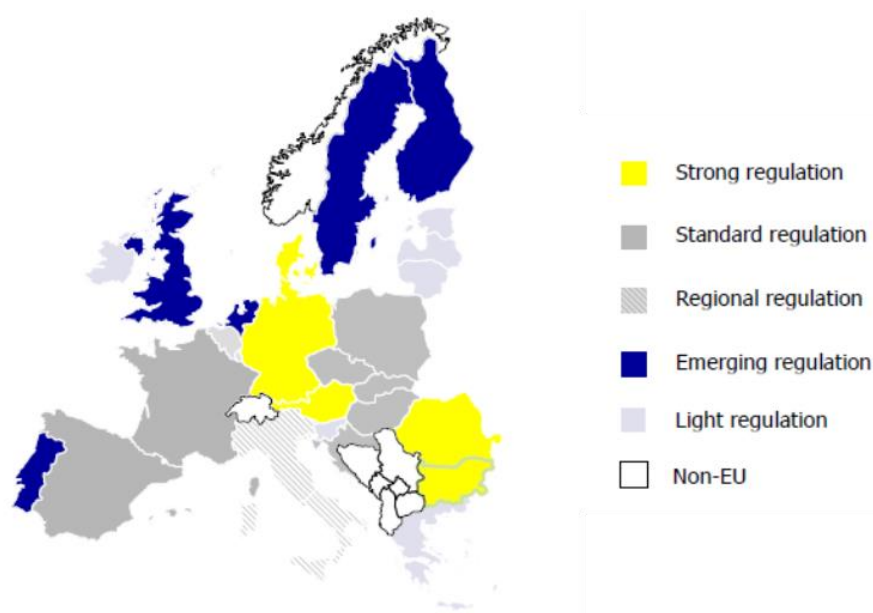 Strong regulation
Standard regulation
Regional regulation
Emerging regulation
Light regulation
Non-EU